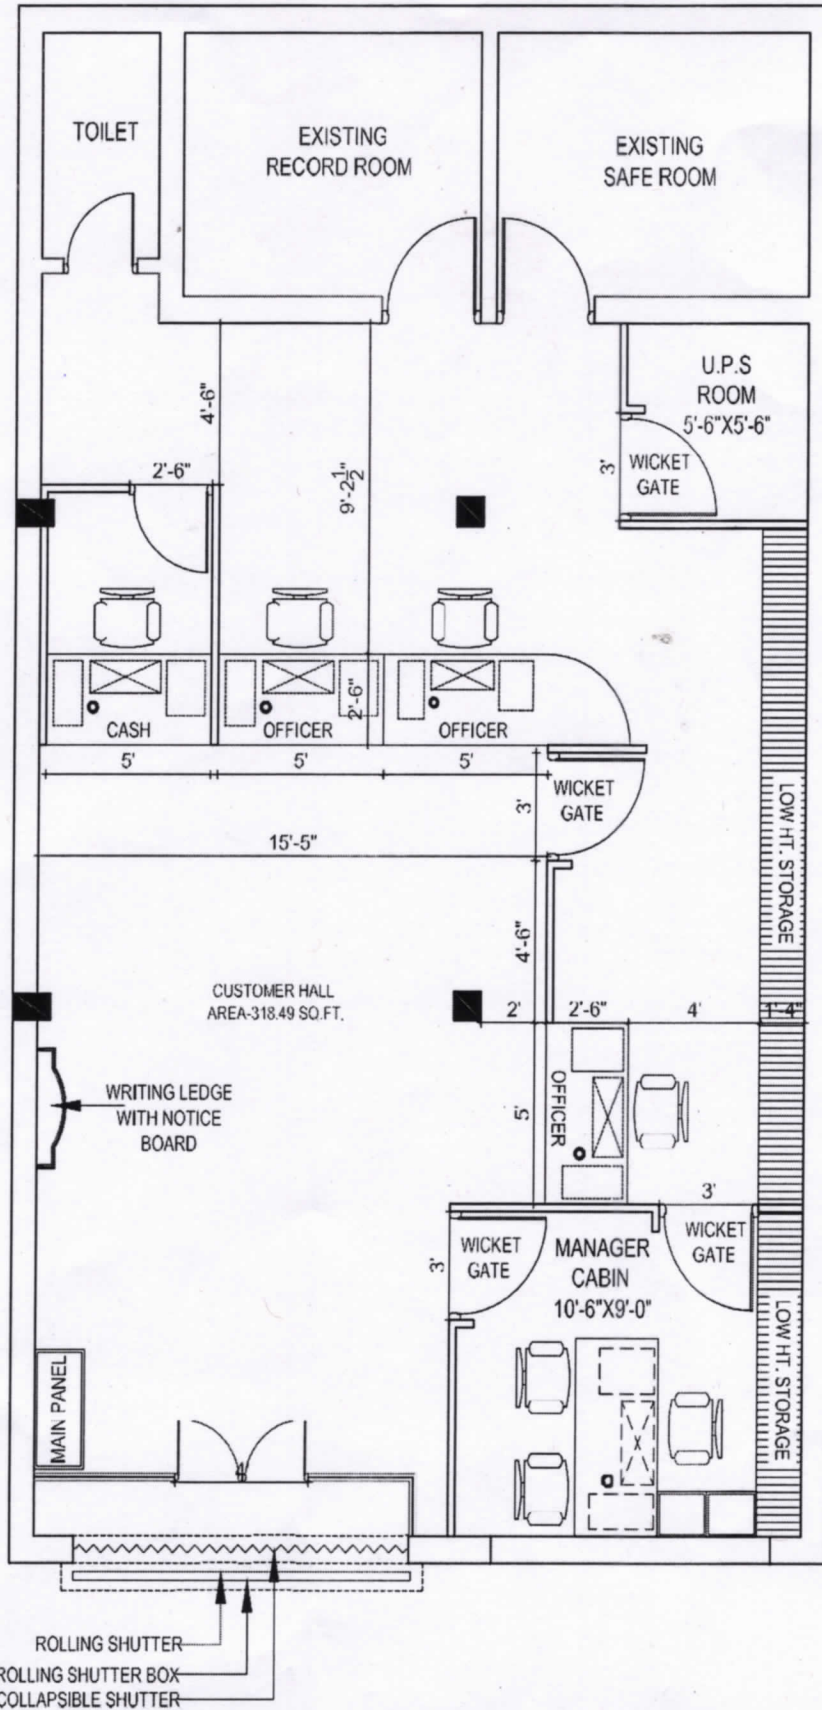 TOILET
EXISTING
RECORD ROOM
EXISTING
SAFE ROOM
U.P.S
ROOM
5'-6"X5'-6"
4'-6"
9'-2 1/2"
3'
WICKET
GATE
2'-6"
2'-6"
CASH
OFFICER
OFFICER
5'
5'
5'
3'
WICKET
GATE
15'-5"
LOW HT. STORAGE
4'-6"
CUSTOMER HALL
AREA-318.49 SQ.FT.
2'
2'-6"
4'
1'-4"
WRITING LEDGE
WITH NOTICE
BOARD
5'
OFFICER
3'
WICKET
GATE
3'
WICKET
GATE
MANAGER
CABIN
10'-6"X9'-0"
LOW HT. STORAGE
MAIN PANEL
4'
ROLLING SHUTTER
ROLLING SHUTTER BOX
COLLAPSIBLE SHUTTER